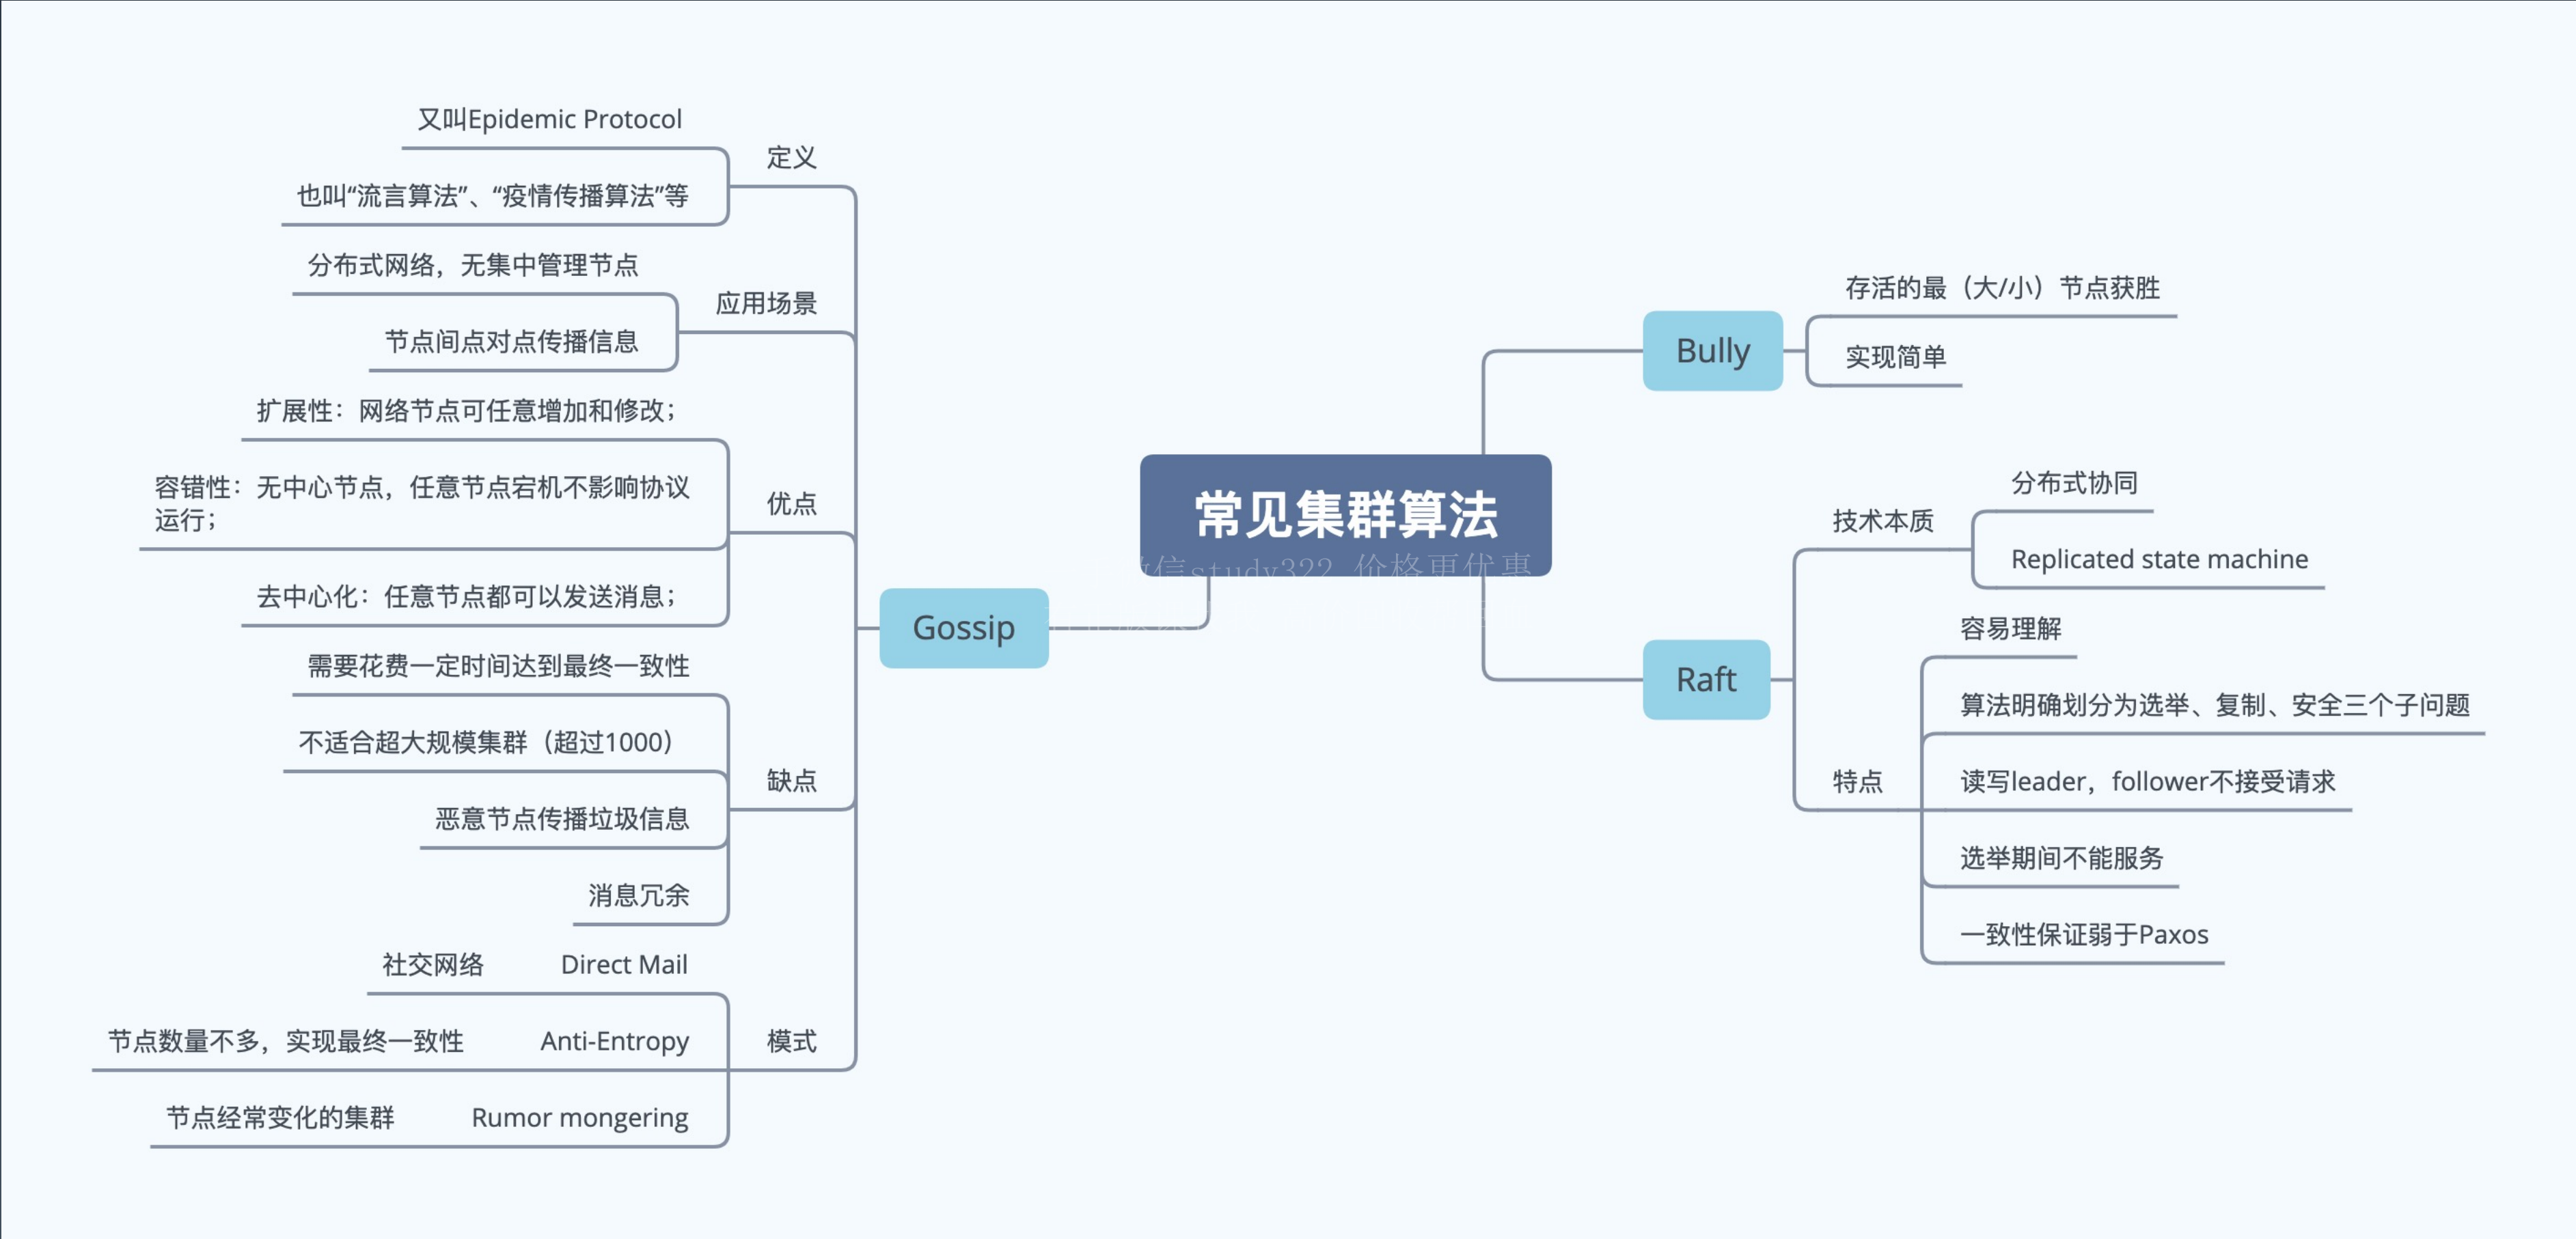 常见集群算法
信study322 价格更优惠
Bully
存活的最（大/小）节点获胜
实现简单
Raft
技术本质
分布式协同
Replicated state machine
特点
容易理解
算法明确划分为选举、复制、安全三个子问题
读写leader，follower不接受请求
选举期间不能服务
一致性保证弱于Paxos
Gossip
定义
又叫Epidemic Protocol
也叫“流言算法”、“疫情传播算法”等
应用场景
分布式网络，无集中管理节点
节点间点对点传播信息
优点
扩展性：网络节点可任意增加和修改；
容错性：无中心节点，任意节点宕机不影响协议
运行；
去中心化：任意节点都可以发送消息；
缺点
需要花费一定时间达到最终一致性
不适合超大规模集群（超过1000）
恶意节点传播垃圾信息
消息冗余
模式
社交网络 Direct Mail
节点数量不多，实现最终一致性 Anti-Entropy
节点经常变化的集群 Rumor mongering